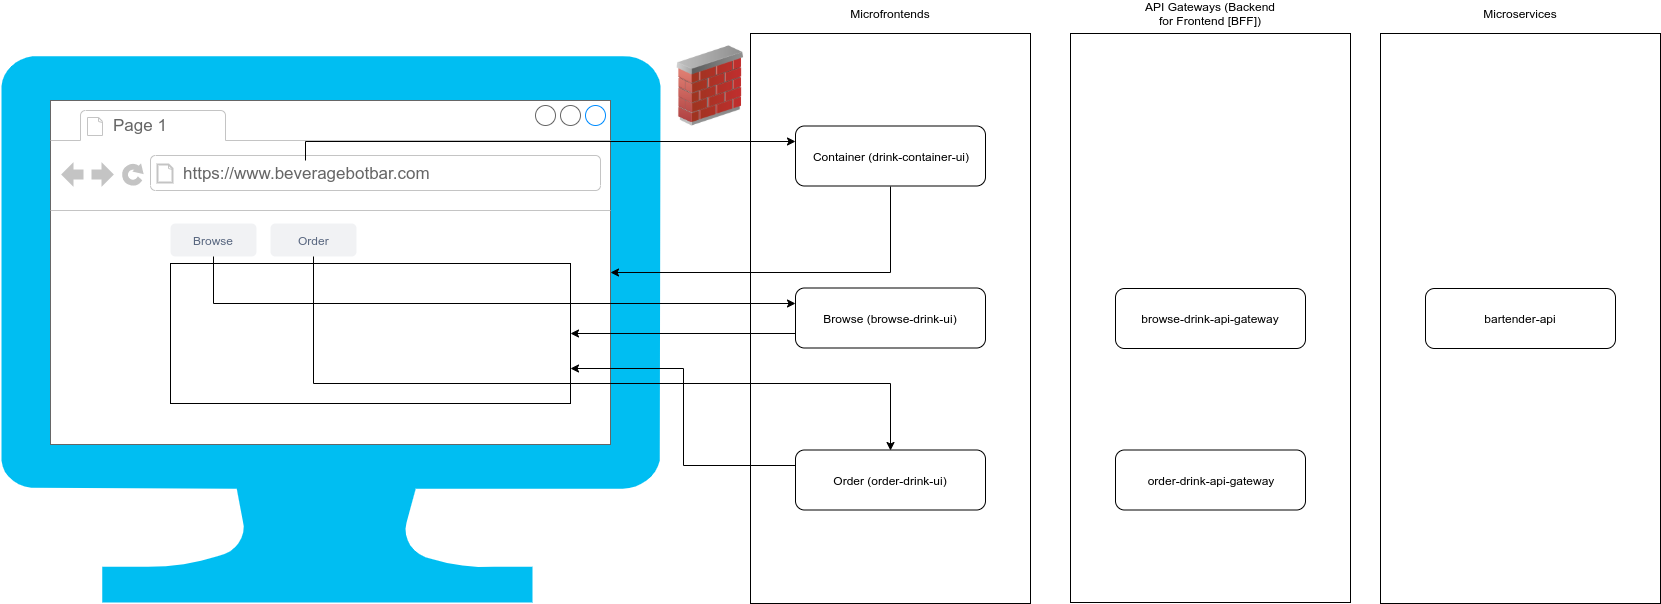 Microfrontends
API Gateways (Backend
for Frontend [BFF])
Microservices
Page 1
https://www.beveragebotbar.com
Container (drink-container-ui)
Browse
Order
Browse (browse-drink-ui)
browse-drink-api-gateway
bartender-api
Order (order-drink-ui)
order-drink-api-gateway